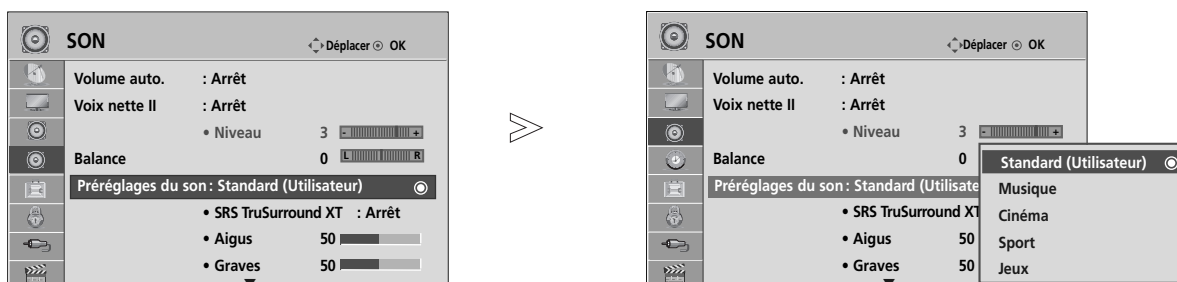 SON
Déplacer OK
Volume auto. : Arrêt
Voix nette II : Arrêt
• Niveau 3 - +
Balance 0 L R
Préréglages du son : Standard (Utilisateur)
• SRS TruSurround XT : Arrêt
• Aigus 50
• Graves 50
SON
Déplacer OK
Volume auto. : Arrêt
Voix nette II : Arrêt
• Niveau 3 - +
Balance 0
Préréglages du son : Standard (Utilisate
• SRS TruSurround XT
• Aigus 50
• Graves 50
Standard (Utilisateur)
Musique
Cinéma
Sport
Jeux